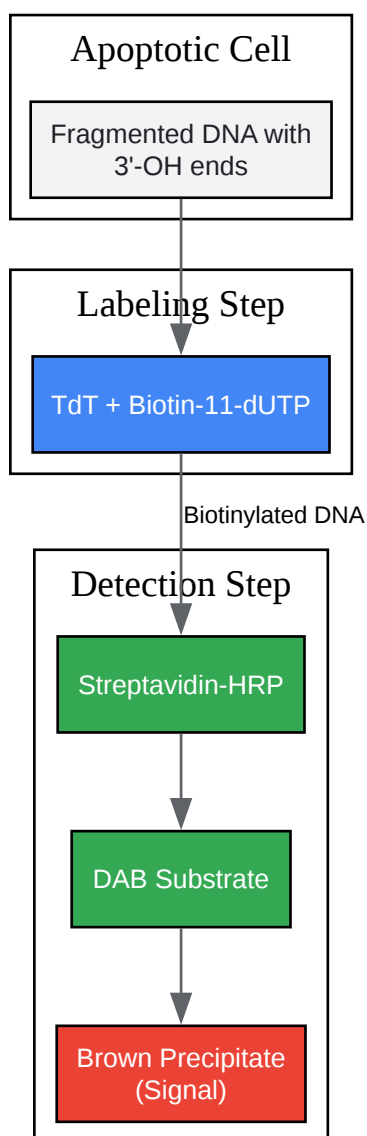 Apoptotic Cell
Fragmented DNA with
3'-OH ends
Labeling Step
TdT + Biotin-11-dUTP
Biotinylated DNA
Detection Step
Streptavidin-HRP
DAB Substrate
Brown Precipitate
(Signal)